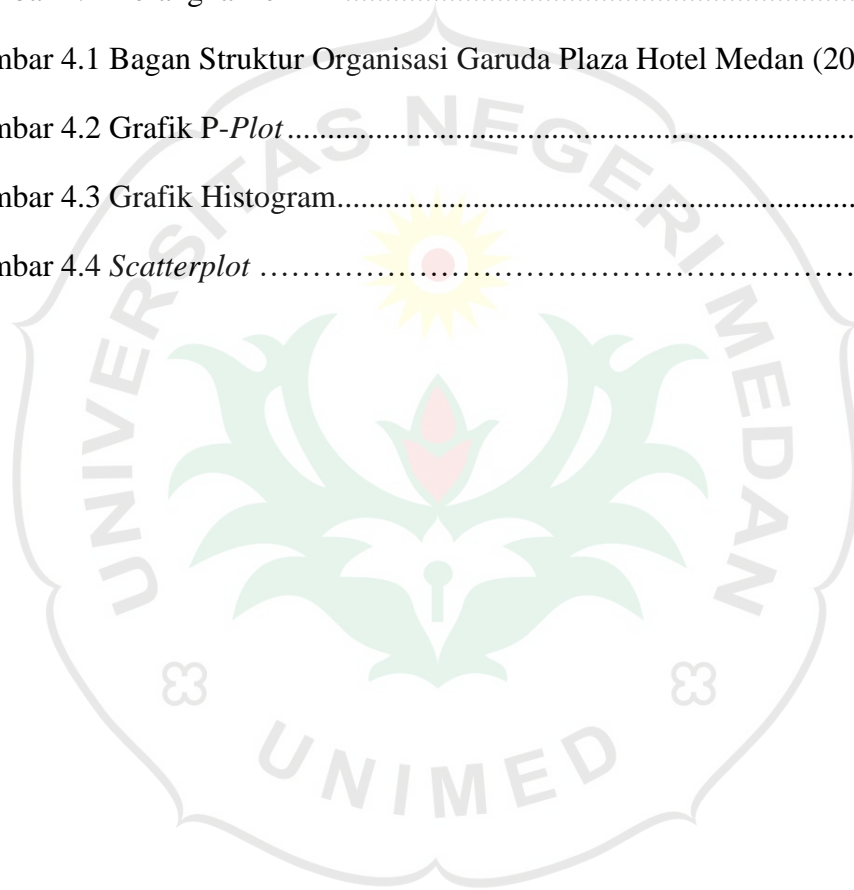 mbar 4.1 Bagan Struktur Organisasi Garuda Plaza Hotel Medan (20
mbar 4.2 Grafik P-Plot
mbar 4.3 Grafik Histogram
mbar 4.4 Scatterplot
UNIVERSITAS NEGERI MEDAN
UNIMED